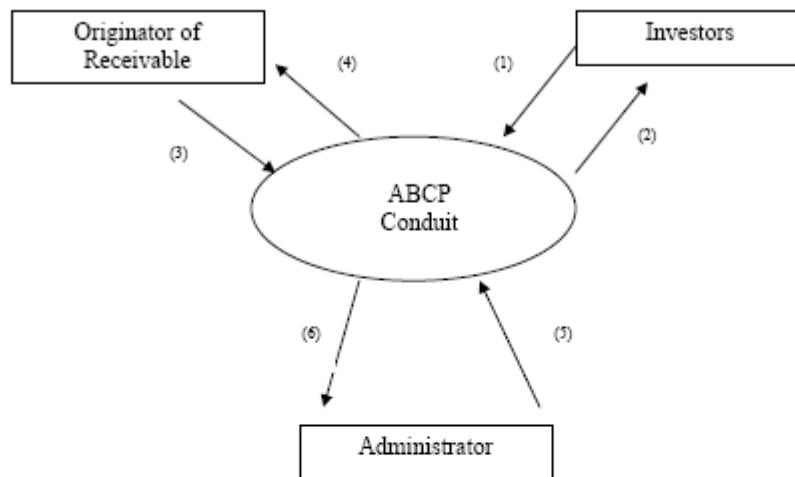 Originator of
Receivable
Investors
(4)
(1)
(3)
(2)
ABCP
Conduit
(6)
(5)
Administrator